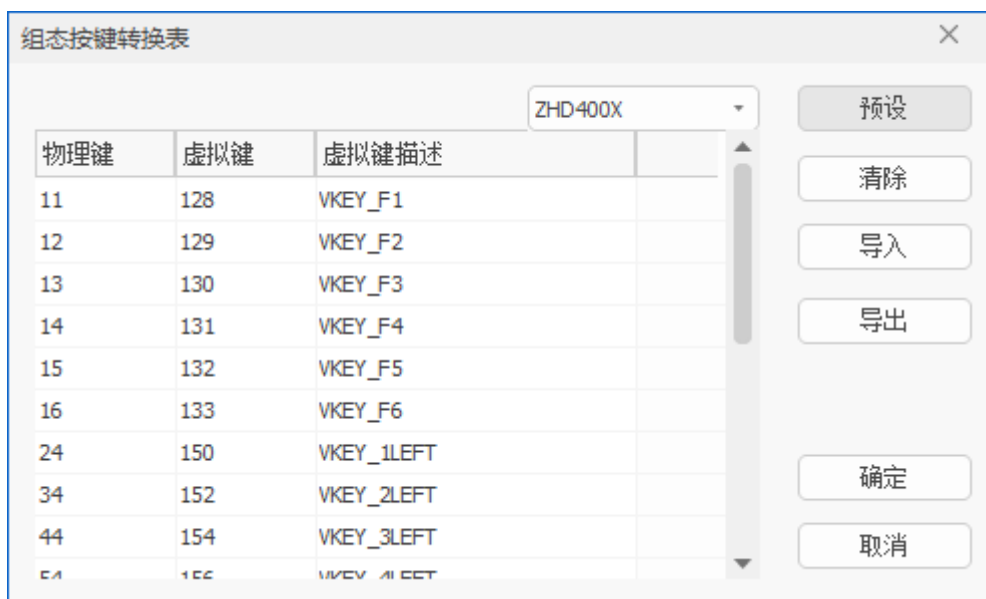 组态按键转换表
ZHD400X
预设
物理键 虚拟键 虚拟键描述
清除
11 128 VKEY_F1
12 129 VKEY_F2
导入
13 130 VKEY_F3
14 131 VKEY_F4
导出
15 132 VKEY_F5
16 133 VKEY_F6
24 150 VKEY_1LEFT
确定
34 152 VKEY_2LEFT
44 154 VKEY_3LEFT
取消
54 156 VKEY_4LEFT